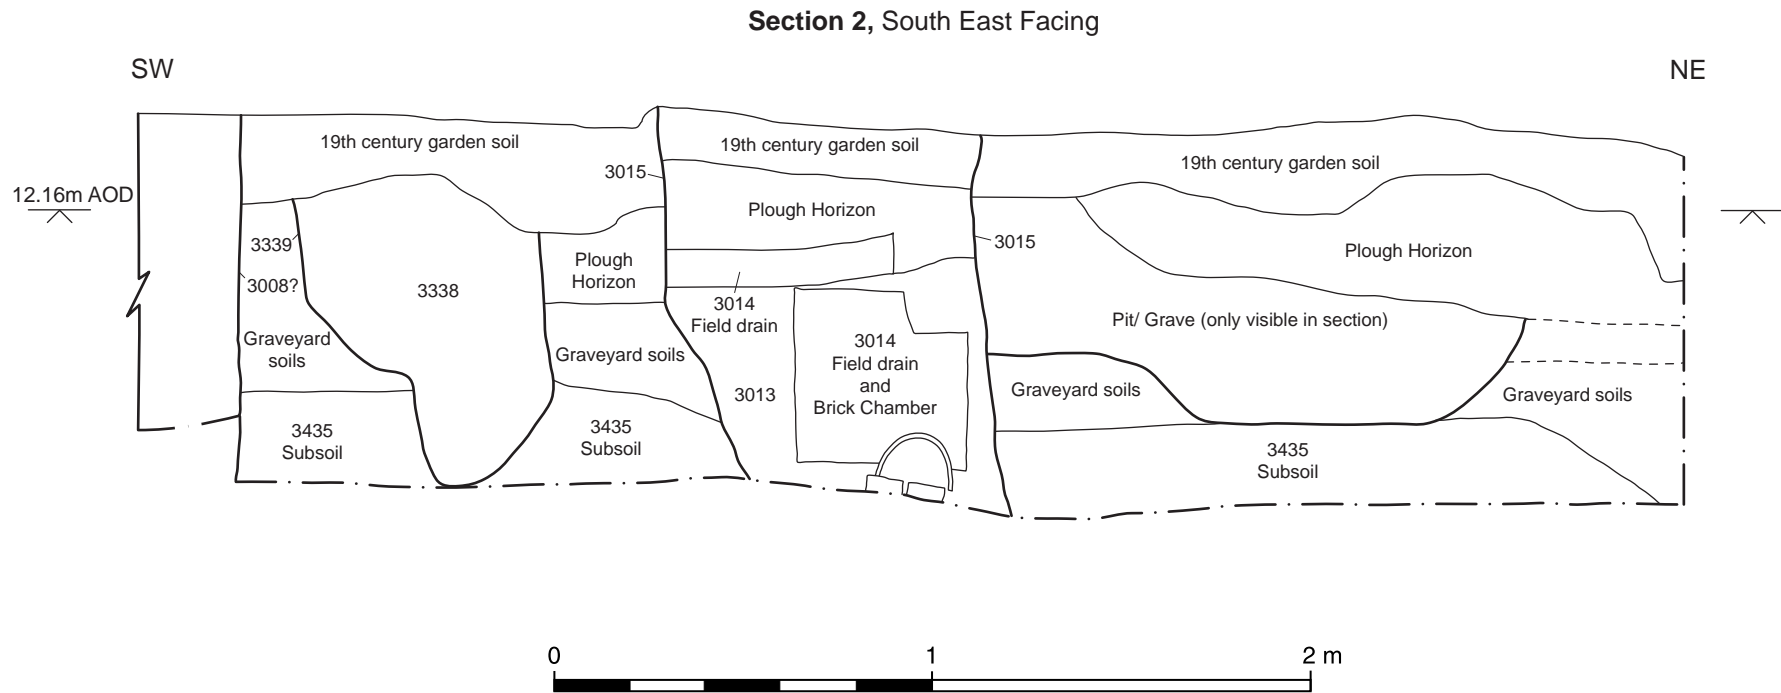 Section 2, South East Facing
SW
NE
19th century garden soil
19th century garden soil
19th century garden soil
3015
12.16m AOD
Plough Horizon
3339
3015
Plough
Horizon
Plough Horizon
3008?
3338
3014
Field drain
Pit/ Grave (only visible in section)
Graveyard
soils
Graveyard soils
3014
Field drain
and
Brick Chamber
3013
Graveyard soils
Graveyard soils
3435
Subsoil
3435
Subsoil
3435
Subsoil
0
1
2 m